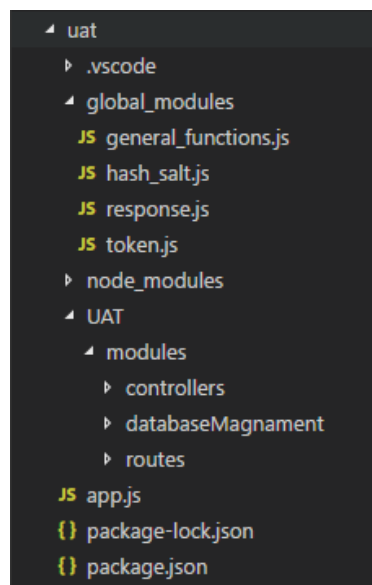 uat
.vscode
global_modules
JS general_functions.js
JS hash_salt.js
JS response.js
JS token.js
node_modules
UAT
modules
controllers
databaseMagnament
routes
JS app.js
{} package-lock.json
{} package.json